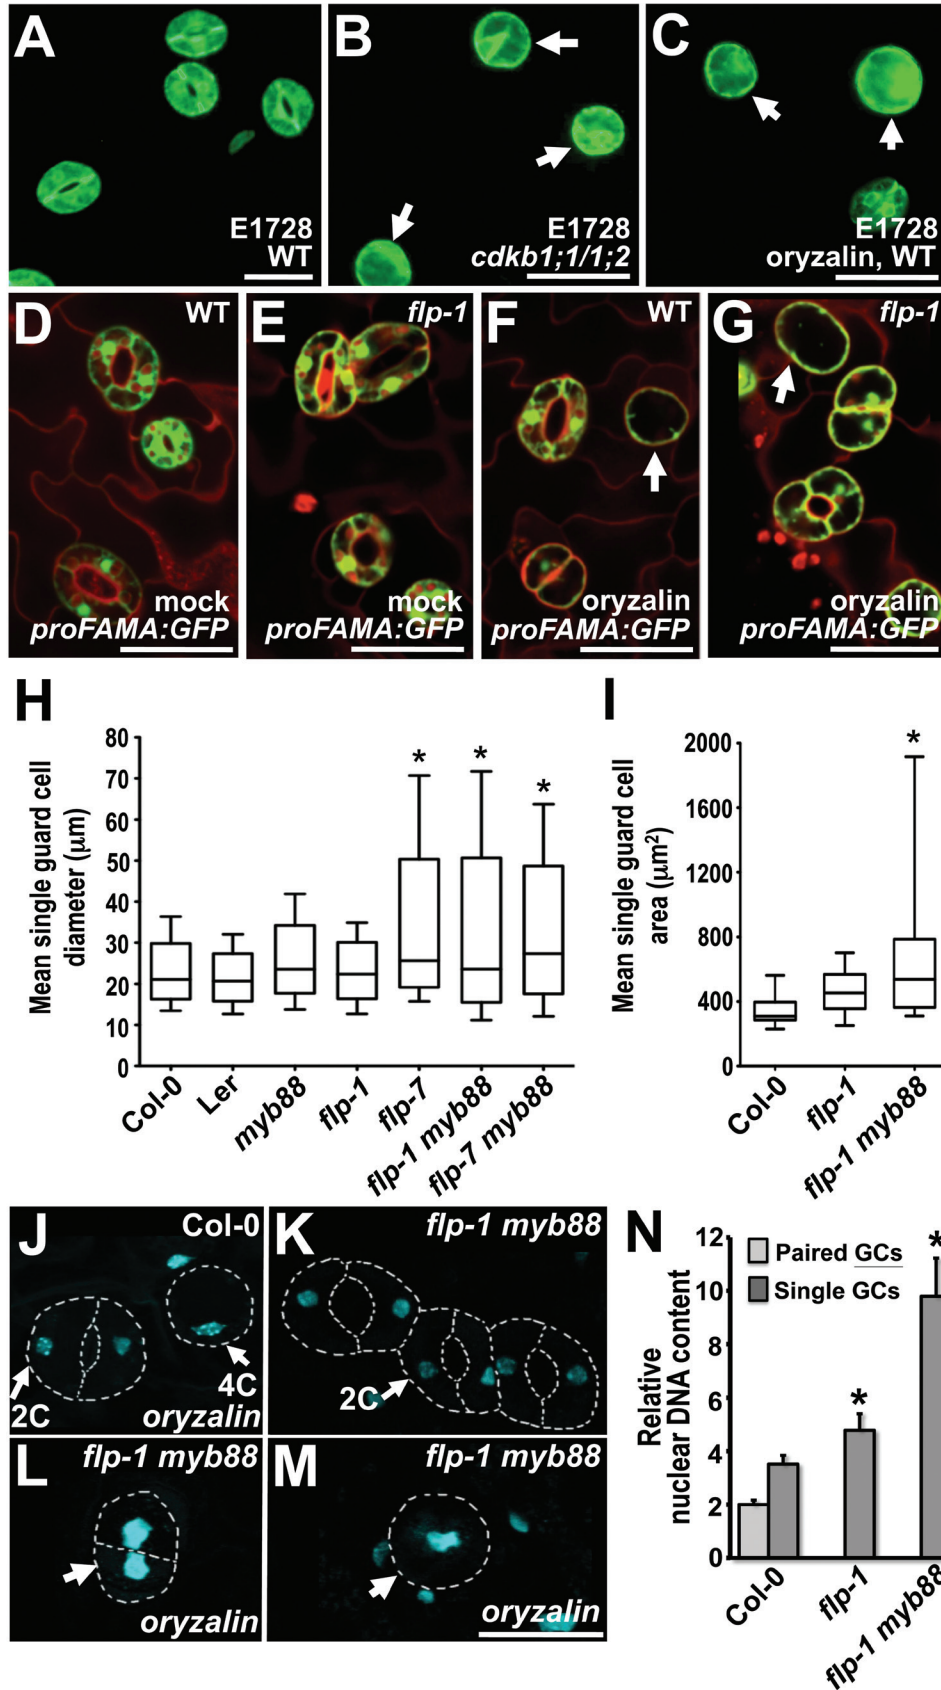 A
E1728
WT
B
E1728
cdkb1;1/1;2
C
E1728
oryzalin, WT
D
WT
mock
proFAMA:GFP
E
flp-1
mock
proFAMA:GFP
F
WT
oryzalin
proFAMA:GFP
G
flp-1
oryzalin
proFAMA:GFP
H
Mean single guard cell
diameter (μm)
80
70
60
50
40
30
20
10
0
*
*
*
Col-0
Ler
myb88
flp-1
flp-7
flp-1 myb88
flp-7 myb88
I
Mean single guard cell
area (μm²)
2000
1600
1200
800
400
0
*
Col-0
flp-1
flp-1 myb88
J
Col-0
2C
4C
oryzalin
K
flp-1 myb88
2C
L
flp-1 myb88
oryzalin
M
flp-1 myb88
oryzalin
N
Relative
nuclear DNA content
12
10
8
6
4
2
0
Paired GCs
Single GCs
*
*
Col-0
flp-1
flp-1 myb88